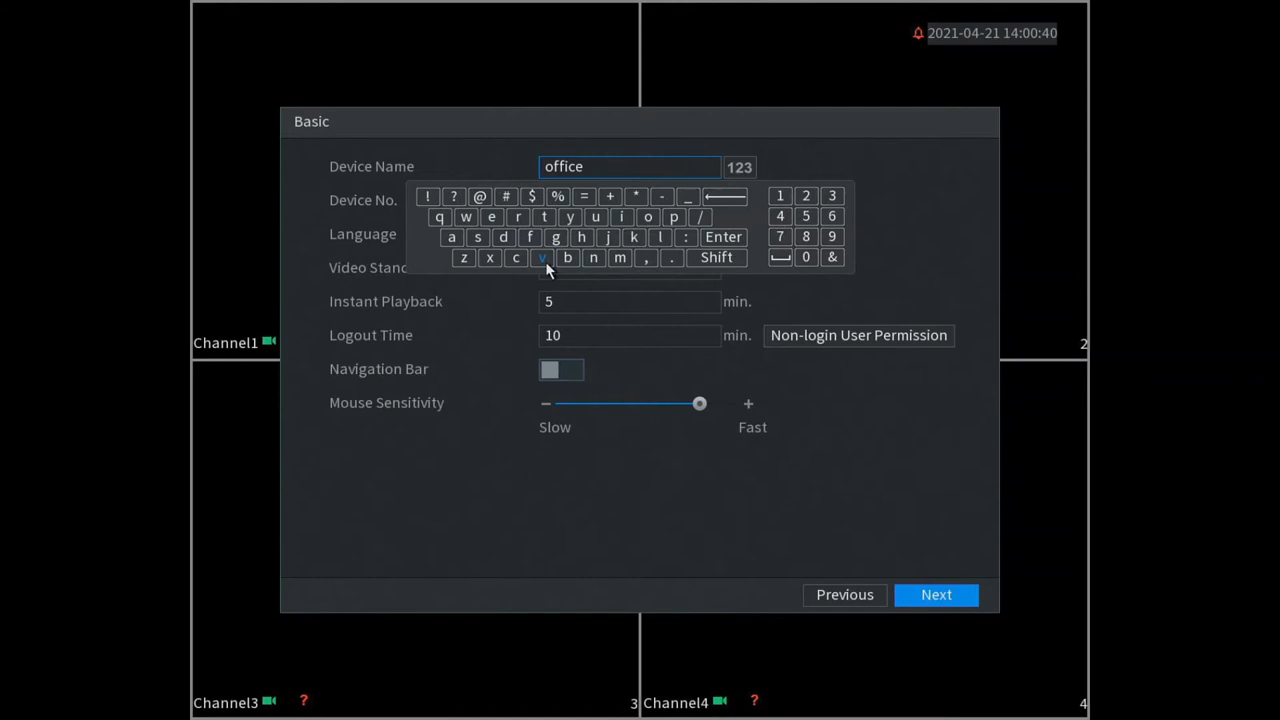 2021-04-21 14:00:40
Basic
Device Name office 123
Device No.
! ? @ # $ % = + * - _ 1 2 3
q w e r t y u i o p / 4 5 6
Language
a s d f g h j k l : Enter 7 8 9
z x c v b n m , . Shift 0 &
Video Stand
Instant Playback 5 min.
Logout Time 10 min. Non-login User Permission
Channel1 2
Navigation Bar
Mouse Sensitivity - +
Slow Fast
Previous Next
Channel3 ? 3 Channel4 ? 4